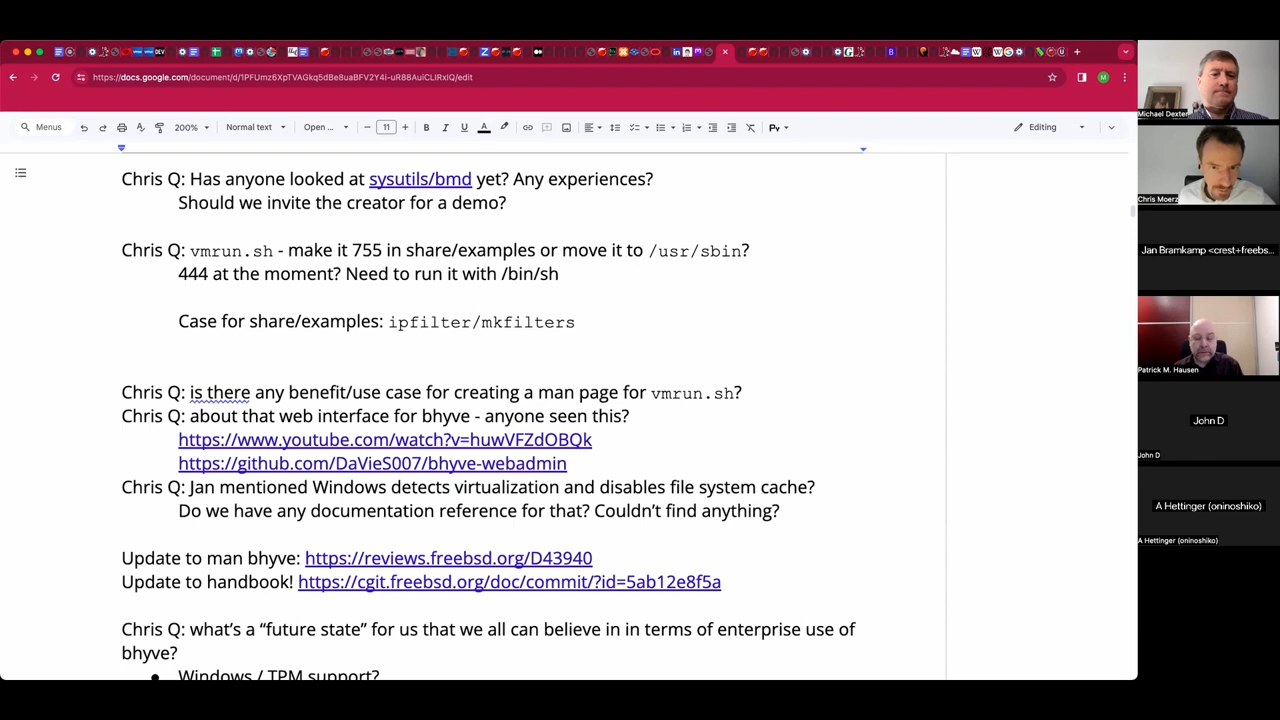 https://docs.google.com/document/d/1PFUmz6XpTVAGkq5dBe8uaBFV2Y4i-uR88AuiCLIRxIQ/edit
Menus 200% Normal text Open ... 11 Editing
Chris Q: Has anyone looked at sysutils/bmd yet? Any experiences?
Should we invite the creator for a demo?
Chris Q: vmrun.sh - make it 755 in share/examples or move it to /usr/sbin?
444 at the moment? Need to run it with /bin/sh
Case for share/examples: ipfilter/mkfilters
Chris Q: is there any benefit/use case for creating a man page for vmrun.sh?
Chris Q: about that web interface for bhyve - anyone seen this?
https://www.youtube.com/watch?v=huwVFZdOBQk
https://github.com/DaVieS007/bhyve-webadmin
Chris Q: Jan mentioned Windows detects virtualization and disables file system cache?
Do we have any documentation reference for that? Couldn't find anything?
Update to man bhyve: https://reviews.freebsd.org/D43940
Update to handbook! https://cgit.freebsd.org/doc/commit/?id=5ab12e8f5a
Chris Q: what's a “future state” for us that we all can believe in in terms of enterprise use of
bhyve?
● Windows / TPM support?
Michael Dexter
Chris Moerz
Jan Bramkamp <crest+freebs...
Patrick M. Hausen
John D
John D
A Hettinger (oninoshiko)
A Hettinger (oninoshiko)